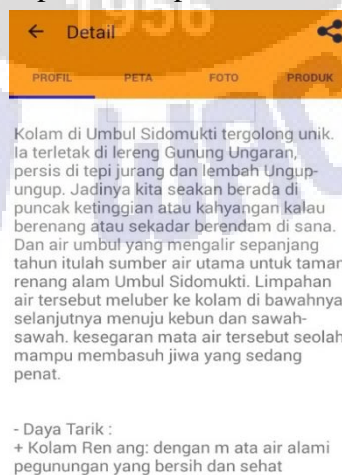 Detail
PROFIL PETA FOTO PRODUK
Kolam di Umbul Sidomukti tergolong unik.
Ia terletak di lereng Gunung Ungaran,
persis di tepi jurang dan lembah Ungup-
ungup. Jadinya kita seakan berada di
puncak ketinggian atau kahyangan kalau
berenang atau sekadar berendam di sana.
Dan air umbul yang mengalir sepanjang
tahun itulah sumber air utama untuk taman
renang alam Umbul Sidomukti. Limpahan
air tersebut meluber ke kolam di bawahnya
selanjutnya menuju kebun dan sawah-
sawah. kesegaran mata air tersebut seolah
mampu membasuh jiwa yang sedang
penat.
- Daya Tarik :
+ Kolam Ren ang: dengan m ata air alami
pegunungan yang bersih dan sehat